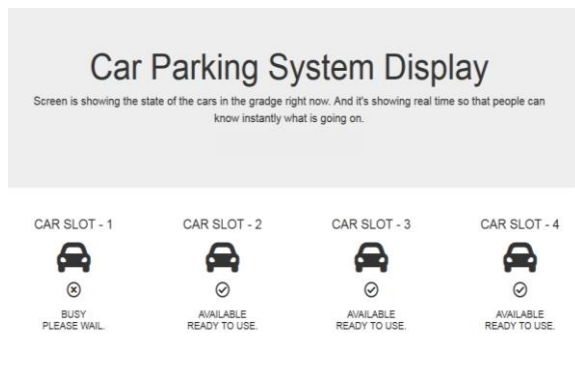 Car Parking System Display
Screen is showing the state of the cars in the gradge right now. And it's showing real time so that people can
know instantly what is going on.
CAR SLOT - 1
CAR SLOT - 2
CAR SLOT - 3
CAR SLOT - 4
BUSY
PLEASE WAIL.
AVAILABLE
READY TO USE.
AVAILABLE
READY TO USE.
AVAILABLE
READY TO USE.